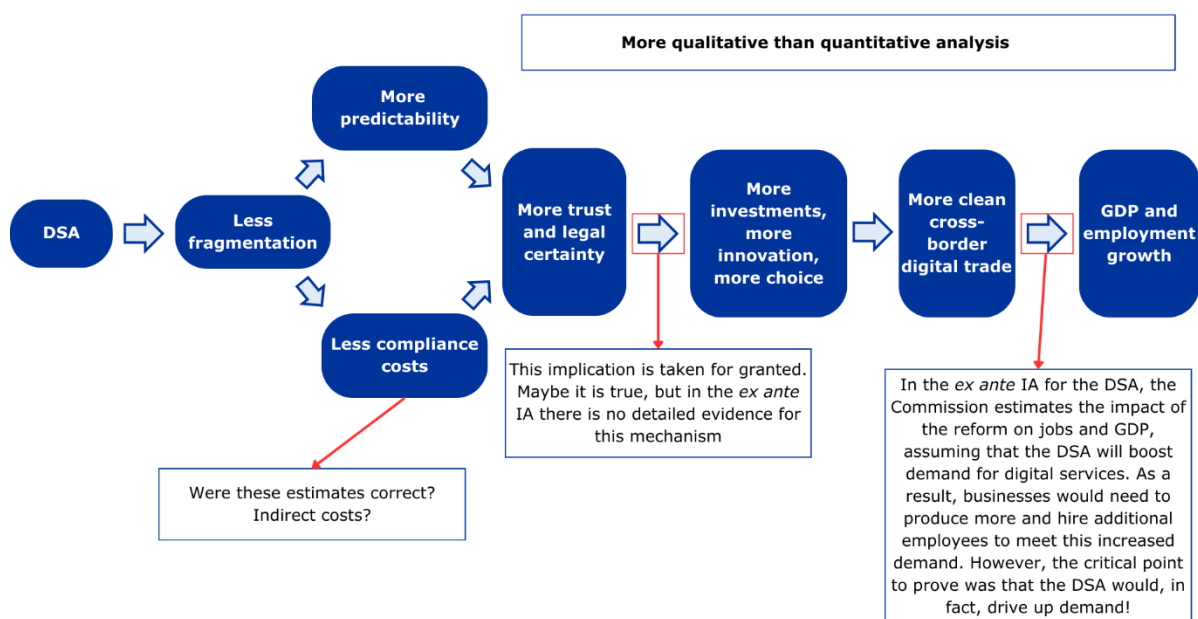 More qualitative than quantitative analysis
DSA
Less
fragmentation
More
predictability
Less compliance
costs
More trust
and legal
certainty
More
investments,
more
innovation,
more choice
More clean
cross-
border
digital trade
GDP and
employment
growth
Were these estimates correct?
Indirect costs?
This implication is taken for granted.
Maybe it is true, but in the ex ante
IA there is no detailed evidence for
this mechanism
In the ex ante IA for the DSA, the
Commission estimates the impact of
the reform on jobs and GDP,
assuming that the DSA will boost
demand for digital services. As a
result, businesses would need to
produce more and hire additional
employees to meet this increased
demand. However, the critical point
to prove was that the DSA would, in
fact, drive up demand!